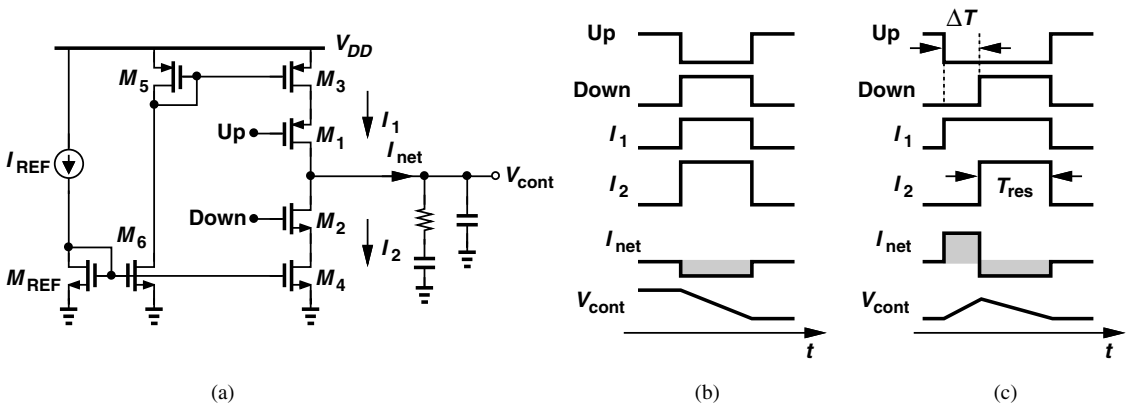 V_DD
M_5
M_3
Up
M_1
I_1
I_REF
I_net
V_cont
Down
M_2
M_6
I_2
M_REF
M_4
(a)
Up
Down
I_1
I_2
I_net
V_cont
t
(b)
ΔT
Up
Down
I_1
I_2
T_res
I_net
V_cont
t
(c)